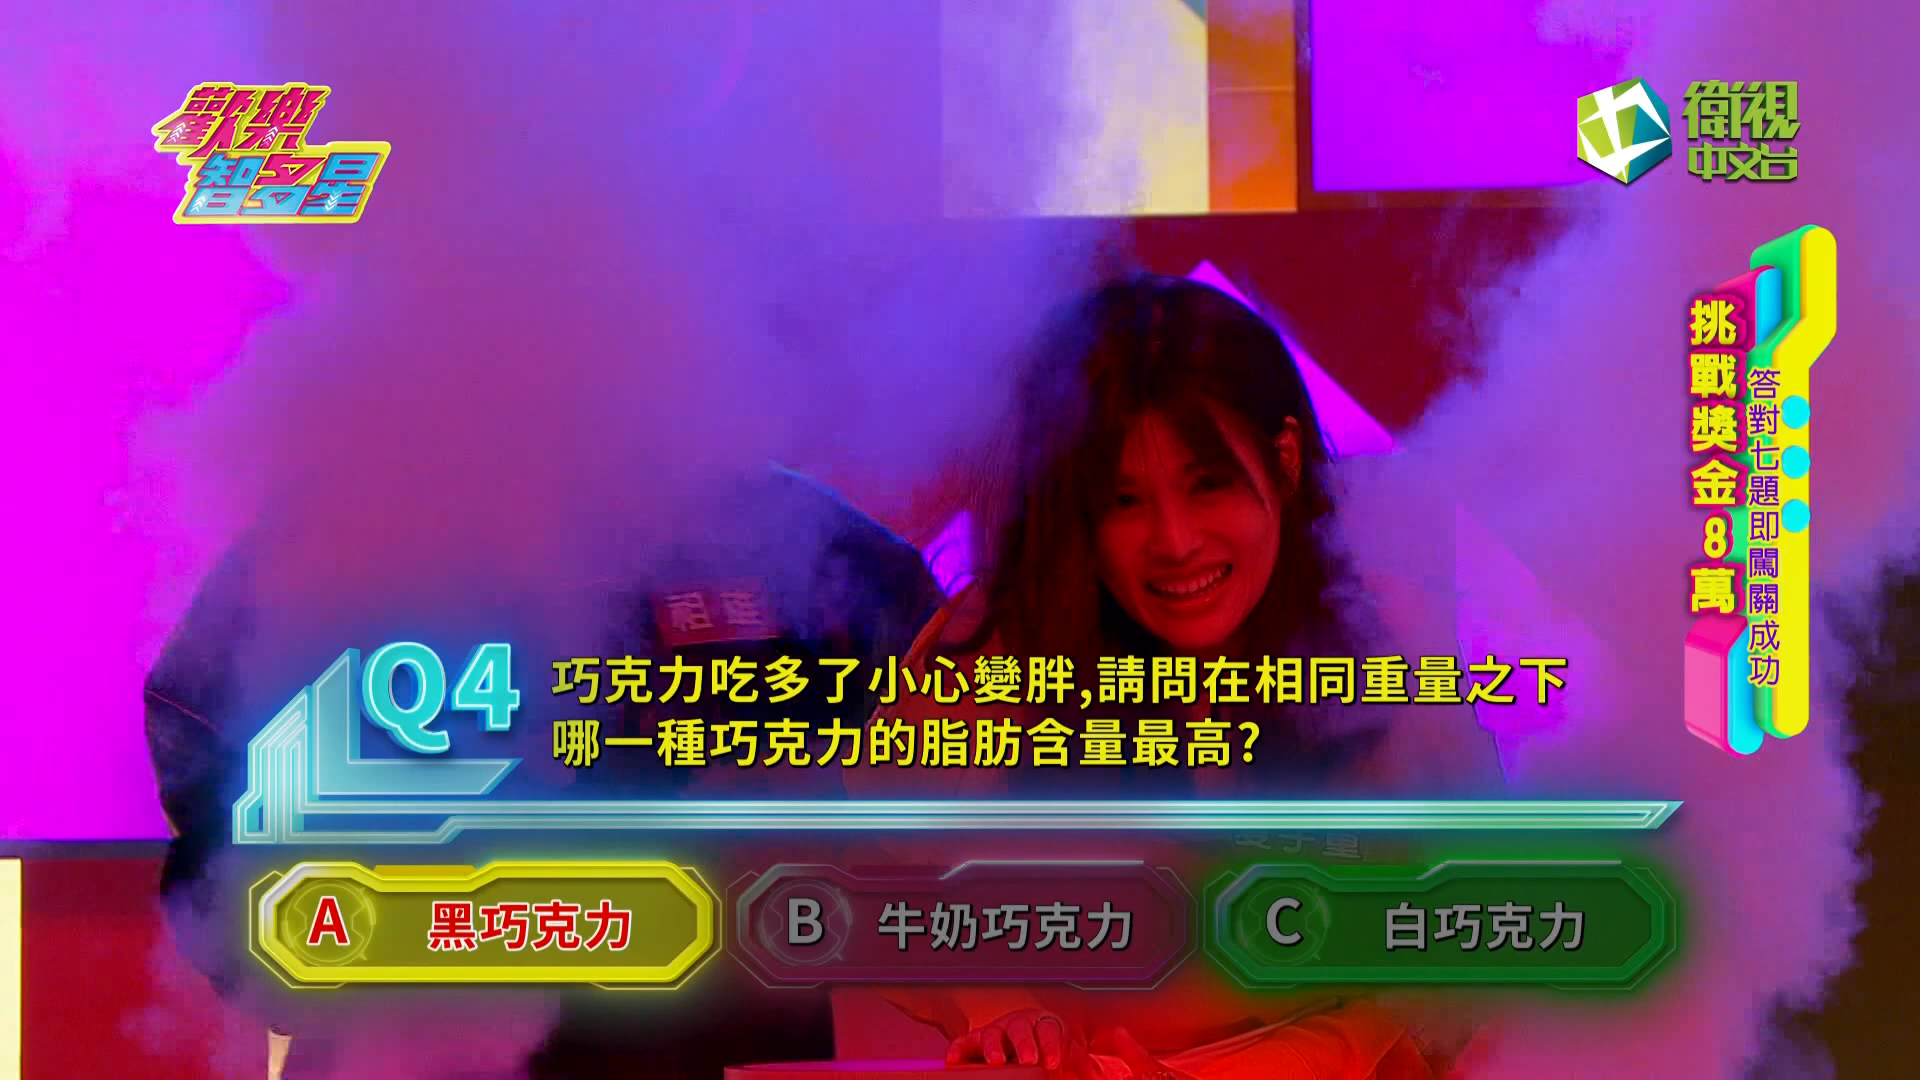 歡樂
智多星
衛視
中文台
挑戰獎金8萬
答對七題即闖關成功
祖雄
Q4
巧克力吃多了小心變胖,請問在相同重量之下
哪一種巧克力的脂肪含量最高?
A 黑巧克力
B 牛奶巧克力
C 白巧克力